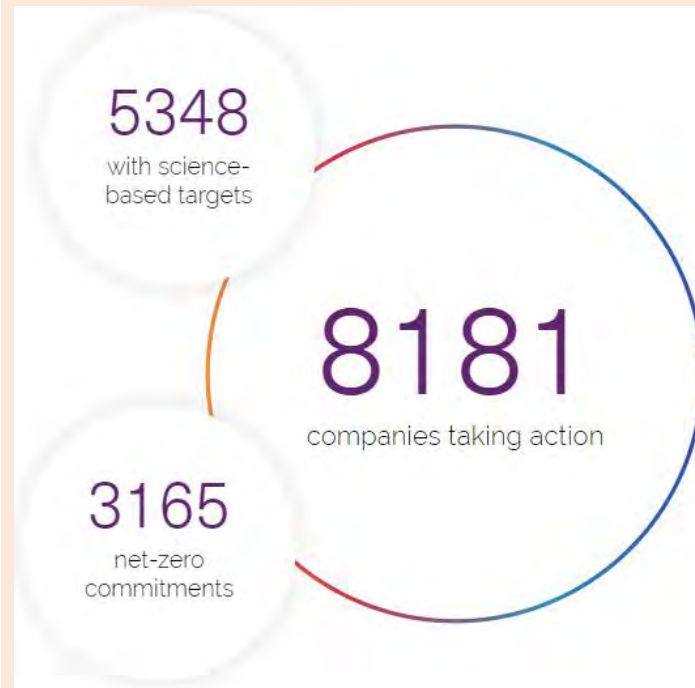 5348
with science-
based targets
8181
companies taking action
3165
net-zero
commitments